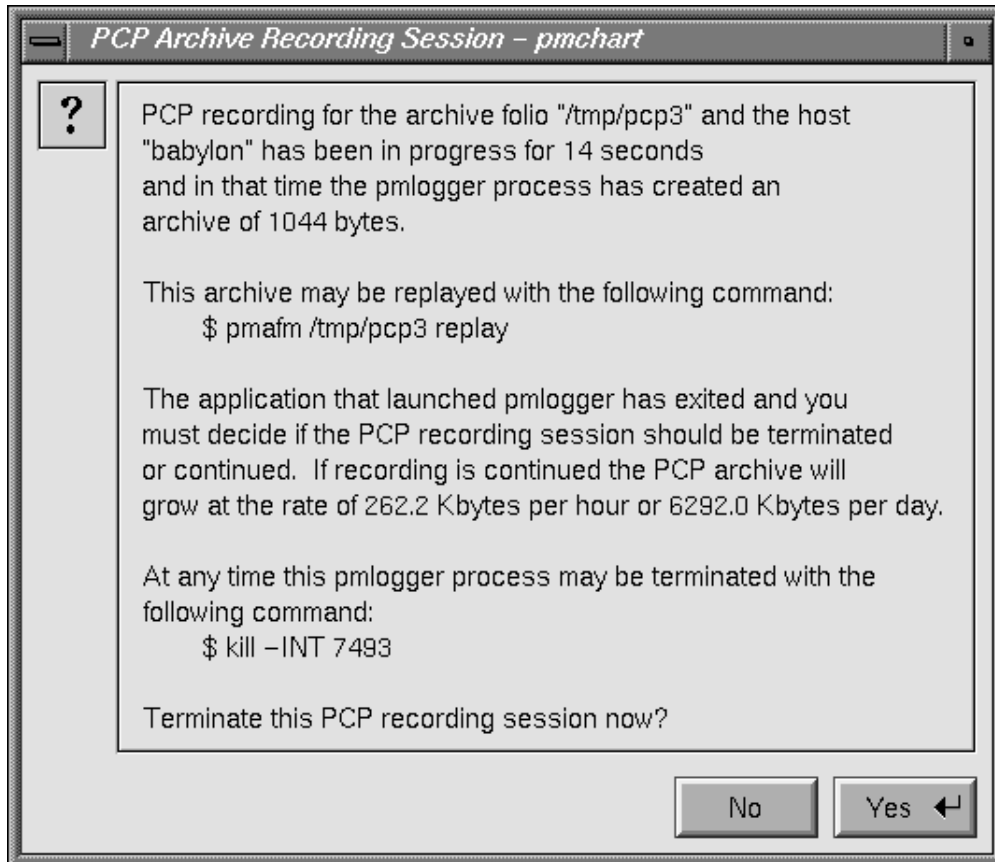 PCP Archive Recording Session – pmchart
?
PCP recording for the archive folio "/tmp/pcp3" and the host
"babylon" has been in progress for 14 seconds
and in that time the pmlogger process has created an
archive of 1044 bytes.
This archive may be replayed with the following command:
$ pmafm /tmp/pcp3 replay
The application that launched pmlogger has exited and you
must decide if the PCP recording session should be terminated
or continued.  If recording is continued the PCP archive will
grow at the rate of 262.2 Kbytes per hour or 6292.0 Kbytes per day.
At any time this pmlogger process may be terminated with the
following command:
$ kill –INT 7493
Terminate this PCP recording session now?
No
Yes